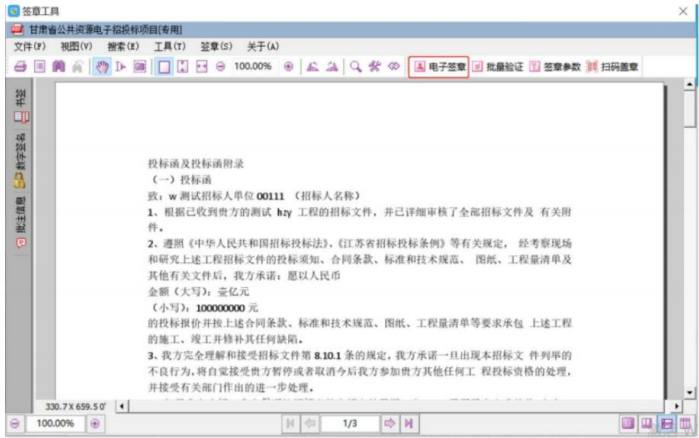 签章工具
甘肃省公共资源电子招投标项目[专用]
文件(F) 视图(V) 搜索(E) 工具(T) 签章(S) 关于(A)
100.00% 电子签章 批量验证 签章参数 扫码盖章
书签
数字签名
批注信息
投标函及投标函附录
（一）投标函
致：w 测试招标人单位 00111 （招标人名称）
1、根据已收到贵方的测试 hzy 工程的招标文件，并已详细审核了全部招标文件及 有关附
件。
2、遵照《中华人民共和国招标投标法》、《江苏省招标投标条例》等有关规定， 经考察现场
和研究上述工程招标文件的投标须知、合同条款、标准和技术规范、 图纸、工程量清单及
其他有关文件后，我方承诺：愿以人民币
金额（大写）：壹亿元
（小写）：100000000 元
的投标报价并按上述合同条款、标准和技术规范、图纸、工程量清单等要求承包 上述工程
的施工、竣工并修补其任何缺陷。
3、我方完全理解和接受招标文件第 8.10.1 条的规定，我方承诺一旦出现本招标文 件列举的
不良行为，将自觉接受贵方暂停或者取消今后我方参加贵方其他任何工 程投标资格的处理，
并接受有关部门作出的进一步处理。
330.7 X 659.5 0'
100.00% 1/3